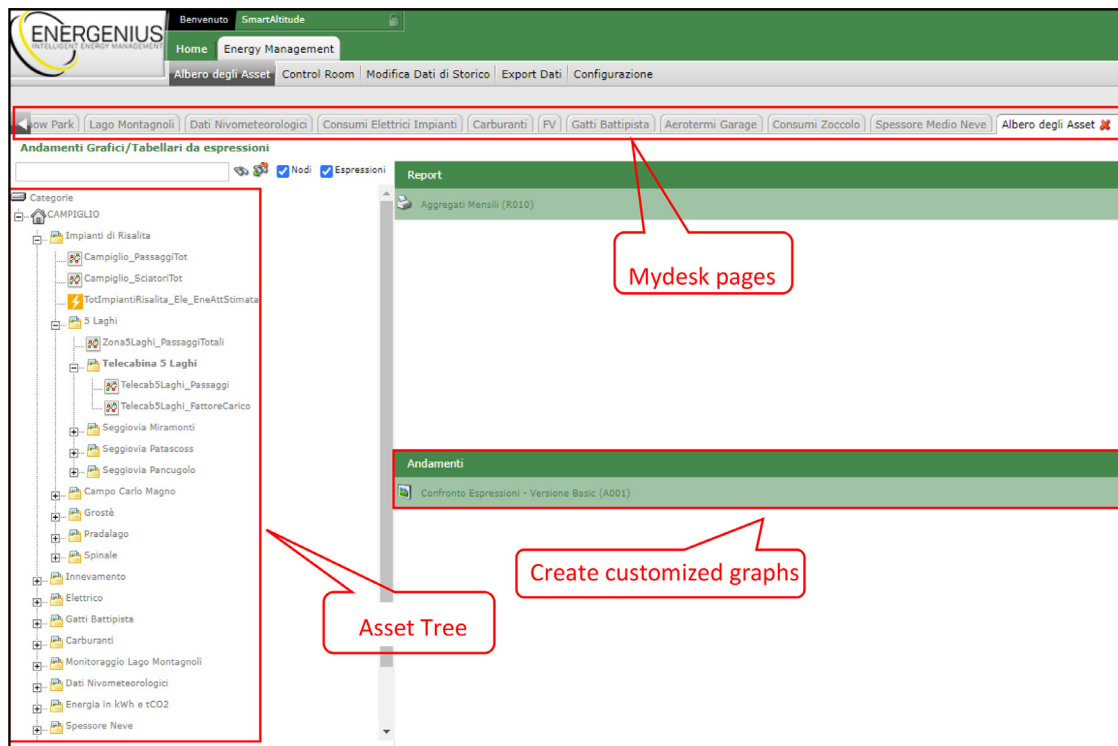 ENERGENIUS
INTELLIGENT ENERGY MANAGEMENT
Benvenuto SmartAltitude
Home Energy Management
Albero degli Asset Control Room Modifica Dati di Storico Export Dati Configurazione
ow Park Lago Montagnoli Dati Nivometeorologici Consumi Elettrici Impianti Carburanti FV Gatti Battipista Aerotermi Garage Consumi Zoccolo Spessore Medio Neve Albero degli Asset
Andamenti Grafici/Tabellari da espressioni
Nodi Espressioni
Report
Categorie
Aggregati Mensili (R010)
CAMPIGLIO
Impianti di Risalita
Campiglio_PassaggiTot
Campiglio_SciatoriTot
TotImpiantiRisalita_Ele_EneAttStimata
5 Laghi
Zona5Laghi_PassaggiTotali
Telecabina 5 Laghi
Telecab5Laghi_Passaggi
Telecab5Laghi_FattoreCarico
Seggiovia Miramonti
Seggiovia Patascoss
Seggiovia Pancugolo
Campo Carlo Magno
Grostè
Pradalago
Spinale
Innevamento
Elettrico
Gatti Battipista
Carburanti
Monitoraggio Lago Montagnoli
Dati Nivometeorologici
Energia in kWh e tCO2
Spessore Neve
Mydesk pages
Andamenti
Confronto Espressioni - Versione Basic (A001)
Create customized graphs
Asset Tree